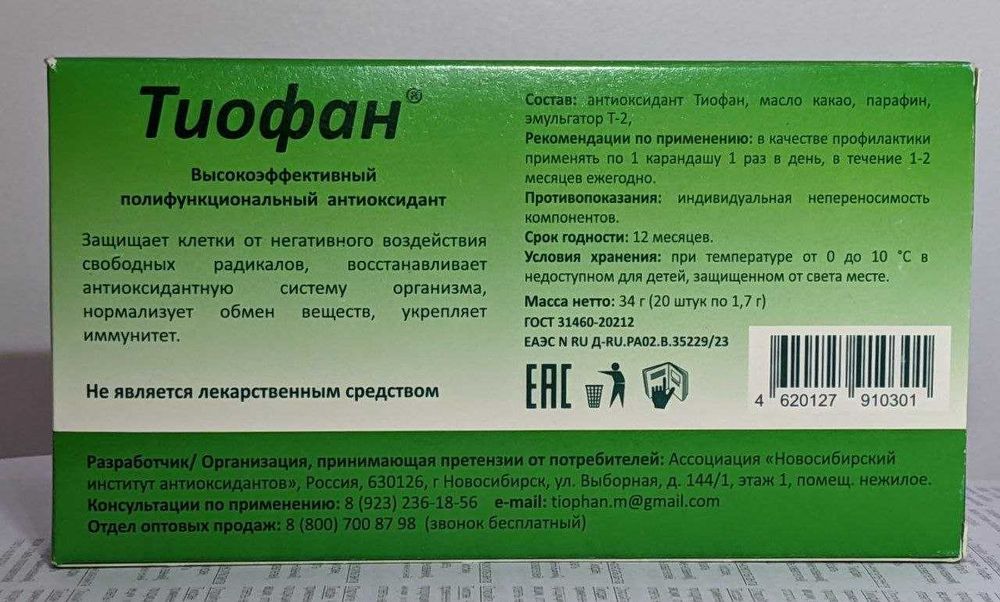 Тиофан®
Высокоэффективный
полифункциональный антиоксидант
Защищает клетки от негативного воздействия
свободных радикалов, восстанавливает
антиоксидантную систему организма,
нормализует обмен веществ, укрепляет
иммунитет.
Не является лекарственным средством
Состав: антиоксидант Тиофан, масло какао, парафин,
эмульгатор Т-2,
Рекомендации по применению: в качестве профилактики
применять по 1 карандашу 1 раз в день, в течение 1-2
месяцев ежегодно.
Противопоказания: индивидуальная непереносимость
компонентов.
Срок годности: 12 месяцев.
Условия хранения: при температуре от 0 до 10 °С в
недоступном для детей, защищенном от света месте.
Масса нетто: 34 г (20 штук по 1,7 г)
ГОСТ 31460-20212
ЕАЭС N RU Д-RU.РА02.В.35229/23
ЕАС
4 620127 910301
Разработчик/ Организация, принимающая претензии от потребителей: Ассоциация «Новосибирский
институт антиоксидантов», Россия, 630126, г Новосибирск, ул. Выборная, д. 144/1, этаж 1, помещ. нежилое.
Консультации по применению: 8 (923) 236-18-56 e-mail: tiophan.m@gmail.com
Отдел оптовых продаж: 8 (800) 700 87 98 (звонок бесплатный)